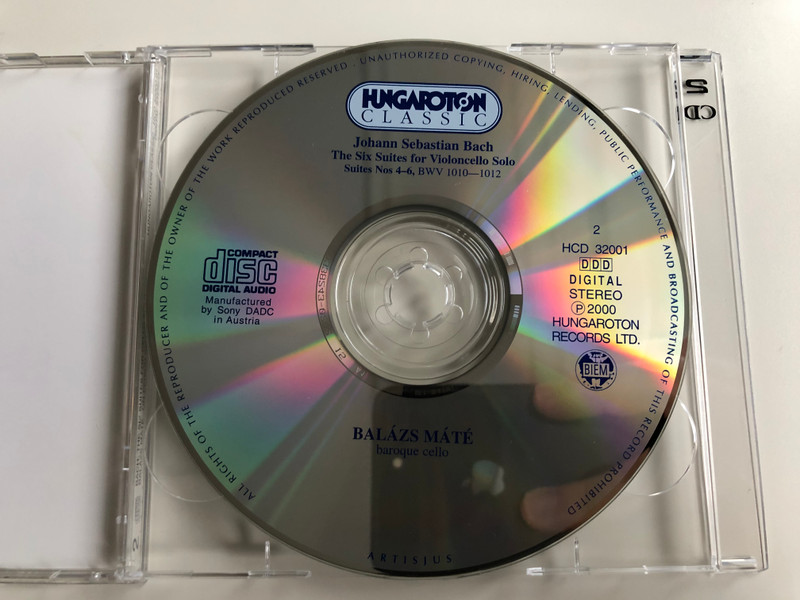 HUNGAROTON
CLASSIC
Johann Sebastian Bach
The Six Suites for Violoncello Solo
Suites Nos 4–6, BWV 1010—1012
COMPACT
disc
DIGITAL AUDIO
Manufactured
by Sony DADC
in Austria
2
HCD 32001
DDD
DIGITAL
STEREO
Ⓟ 2000
HUNGAROTON
RECORDS LTD.
BIEM
BALÁZS MÁTÉ
baroque cello
ALL RIGHTS OF THE REPRODUCER AND OF THE OWNER OF THE WORK REPRODUCED RESERVED · UNAUTHORIZED COPYING, HIRING, LENDING, PUBLIC PERFORMANCE AND BROADCASTING OF THIS RECORD PROHIBITED
ARTISJUS
2
CD